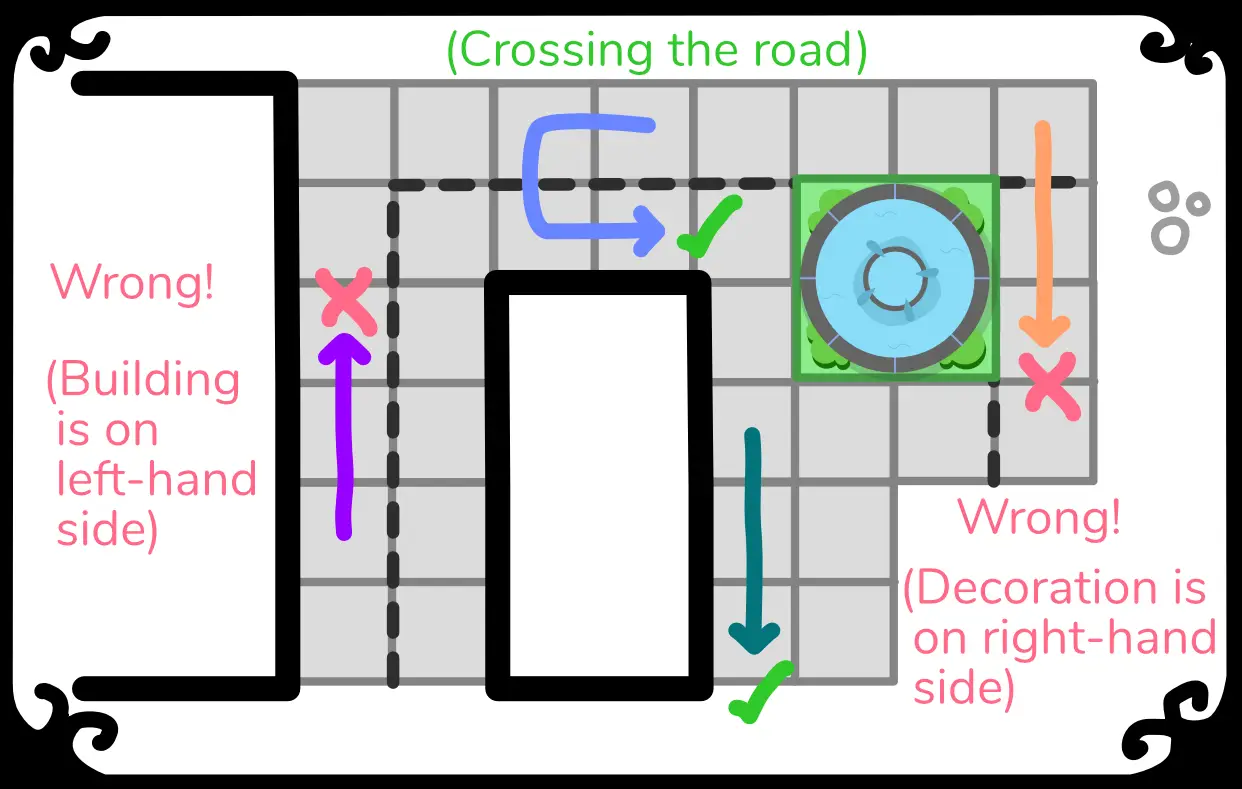 (Crossing the road)
Wrong!
(Building
is on
left-hand
side)
Wrong!
(Decoration is
on right-hand
side)